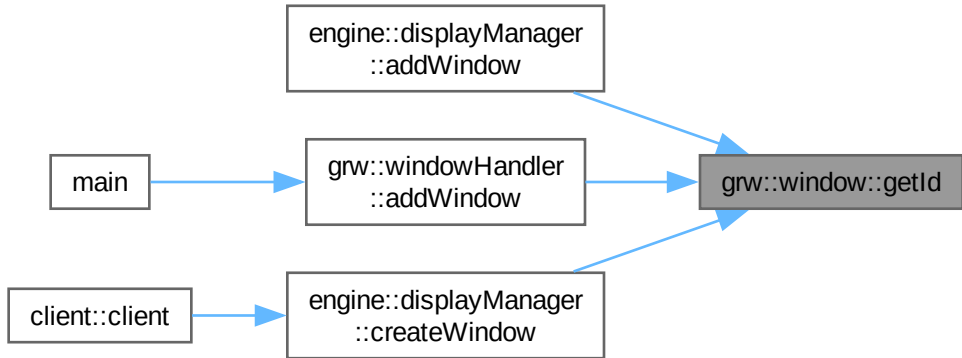 engine::displayManager
::addWindow
main
grw::windowHandler
::addWindow
grw::window::getId
client::client
engine::displayManager
::createWindow